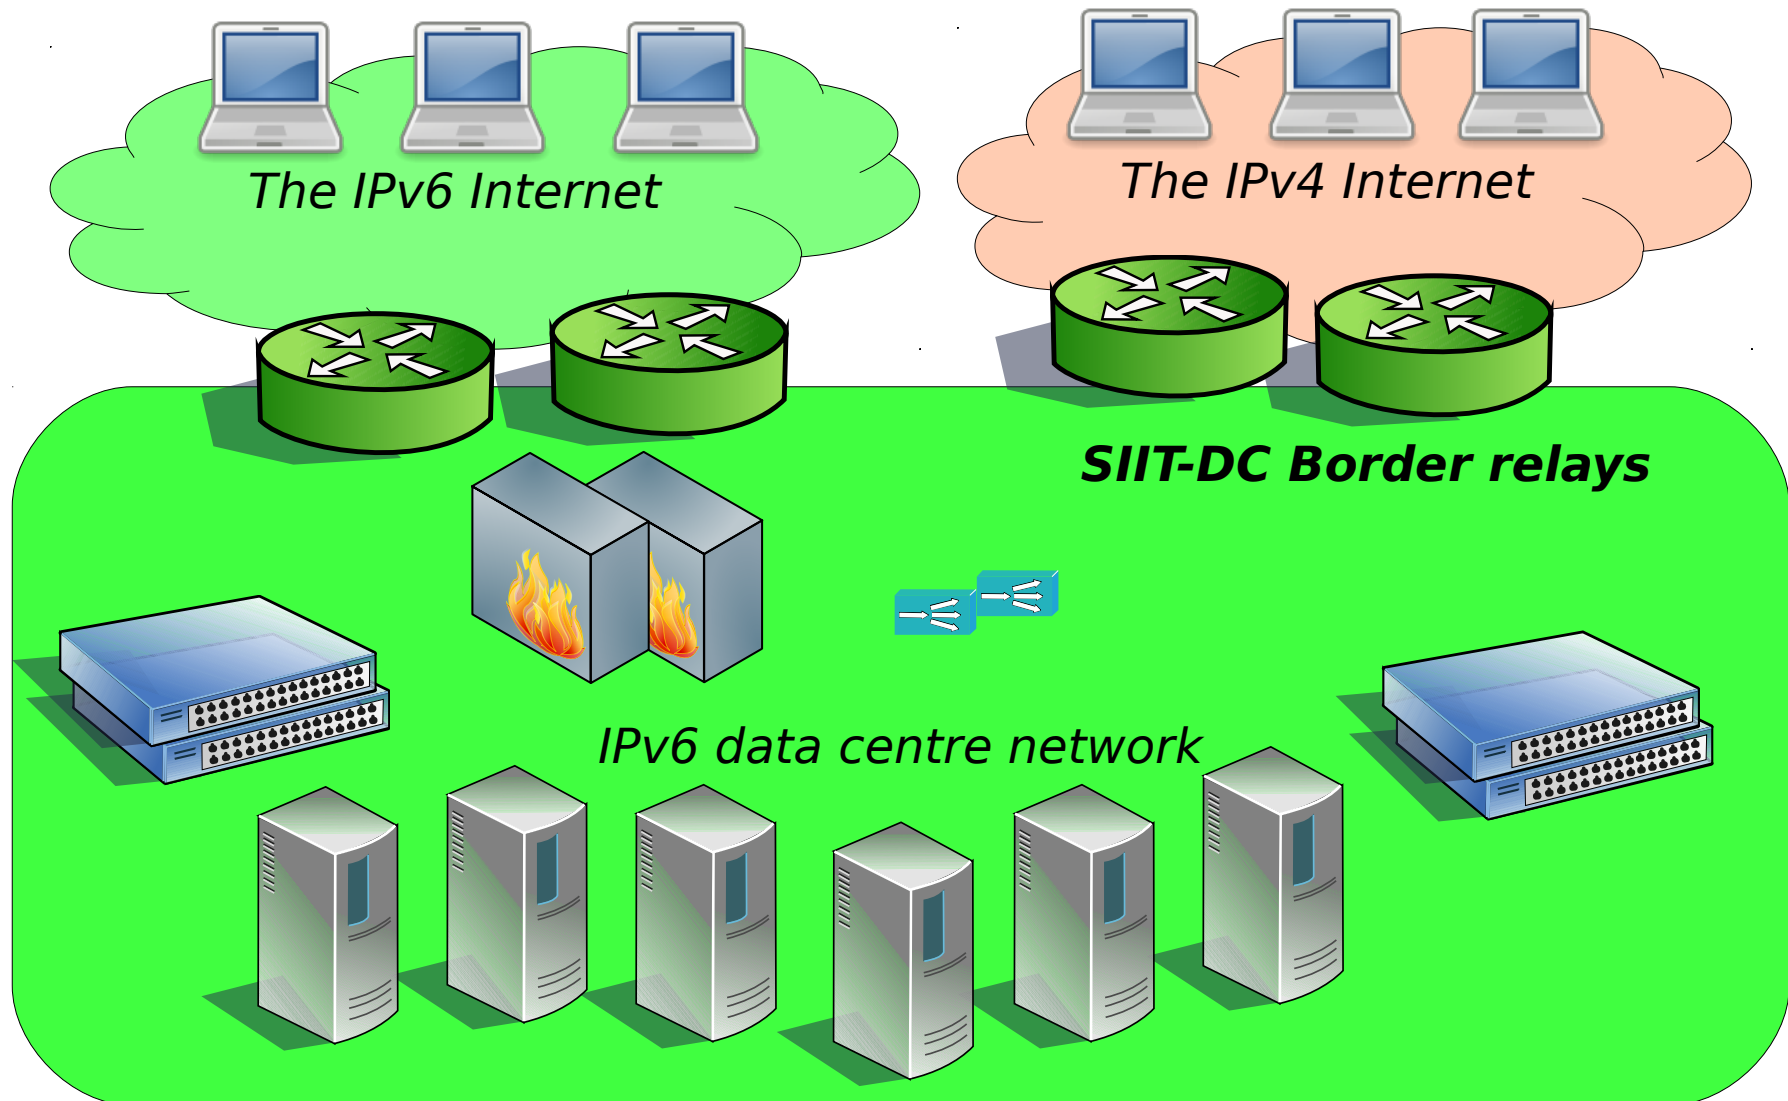 The IPv6 Internet
The IPv4 Internet
SIIT-DC Border relays
IPv6 data centre network